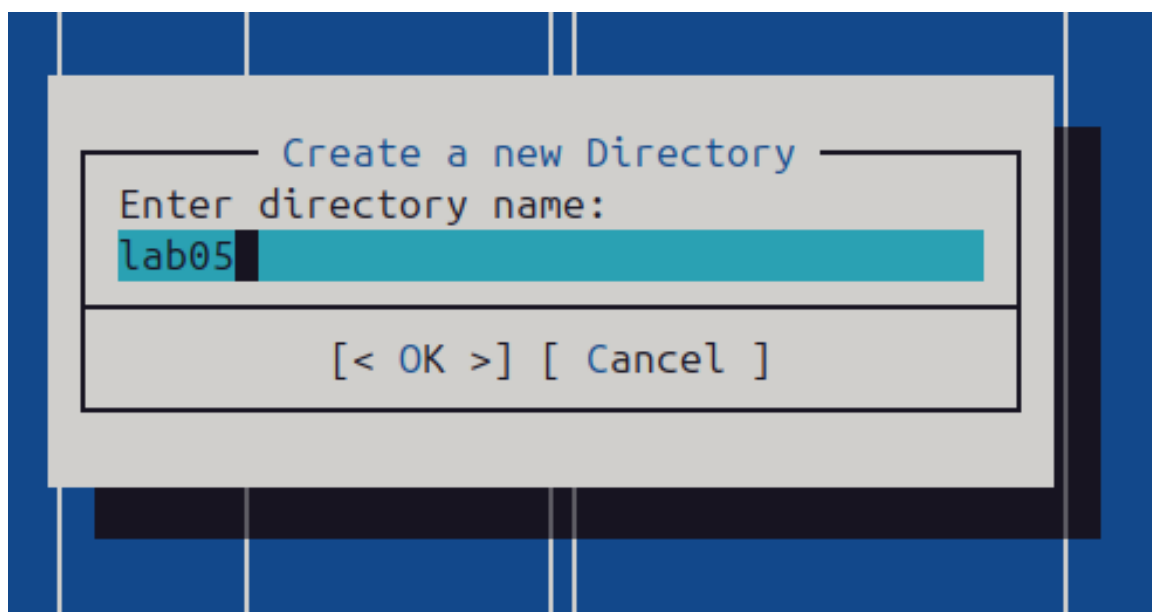 Create a new Directory
Enter directory name:
lab05
[< OK >] [ Cancel ]